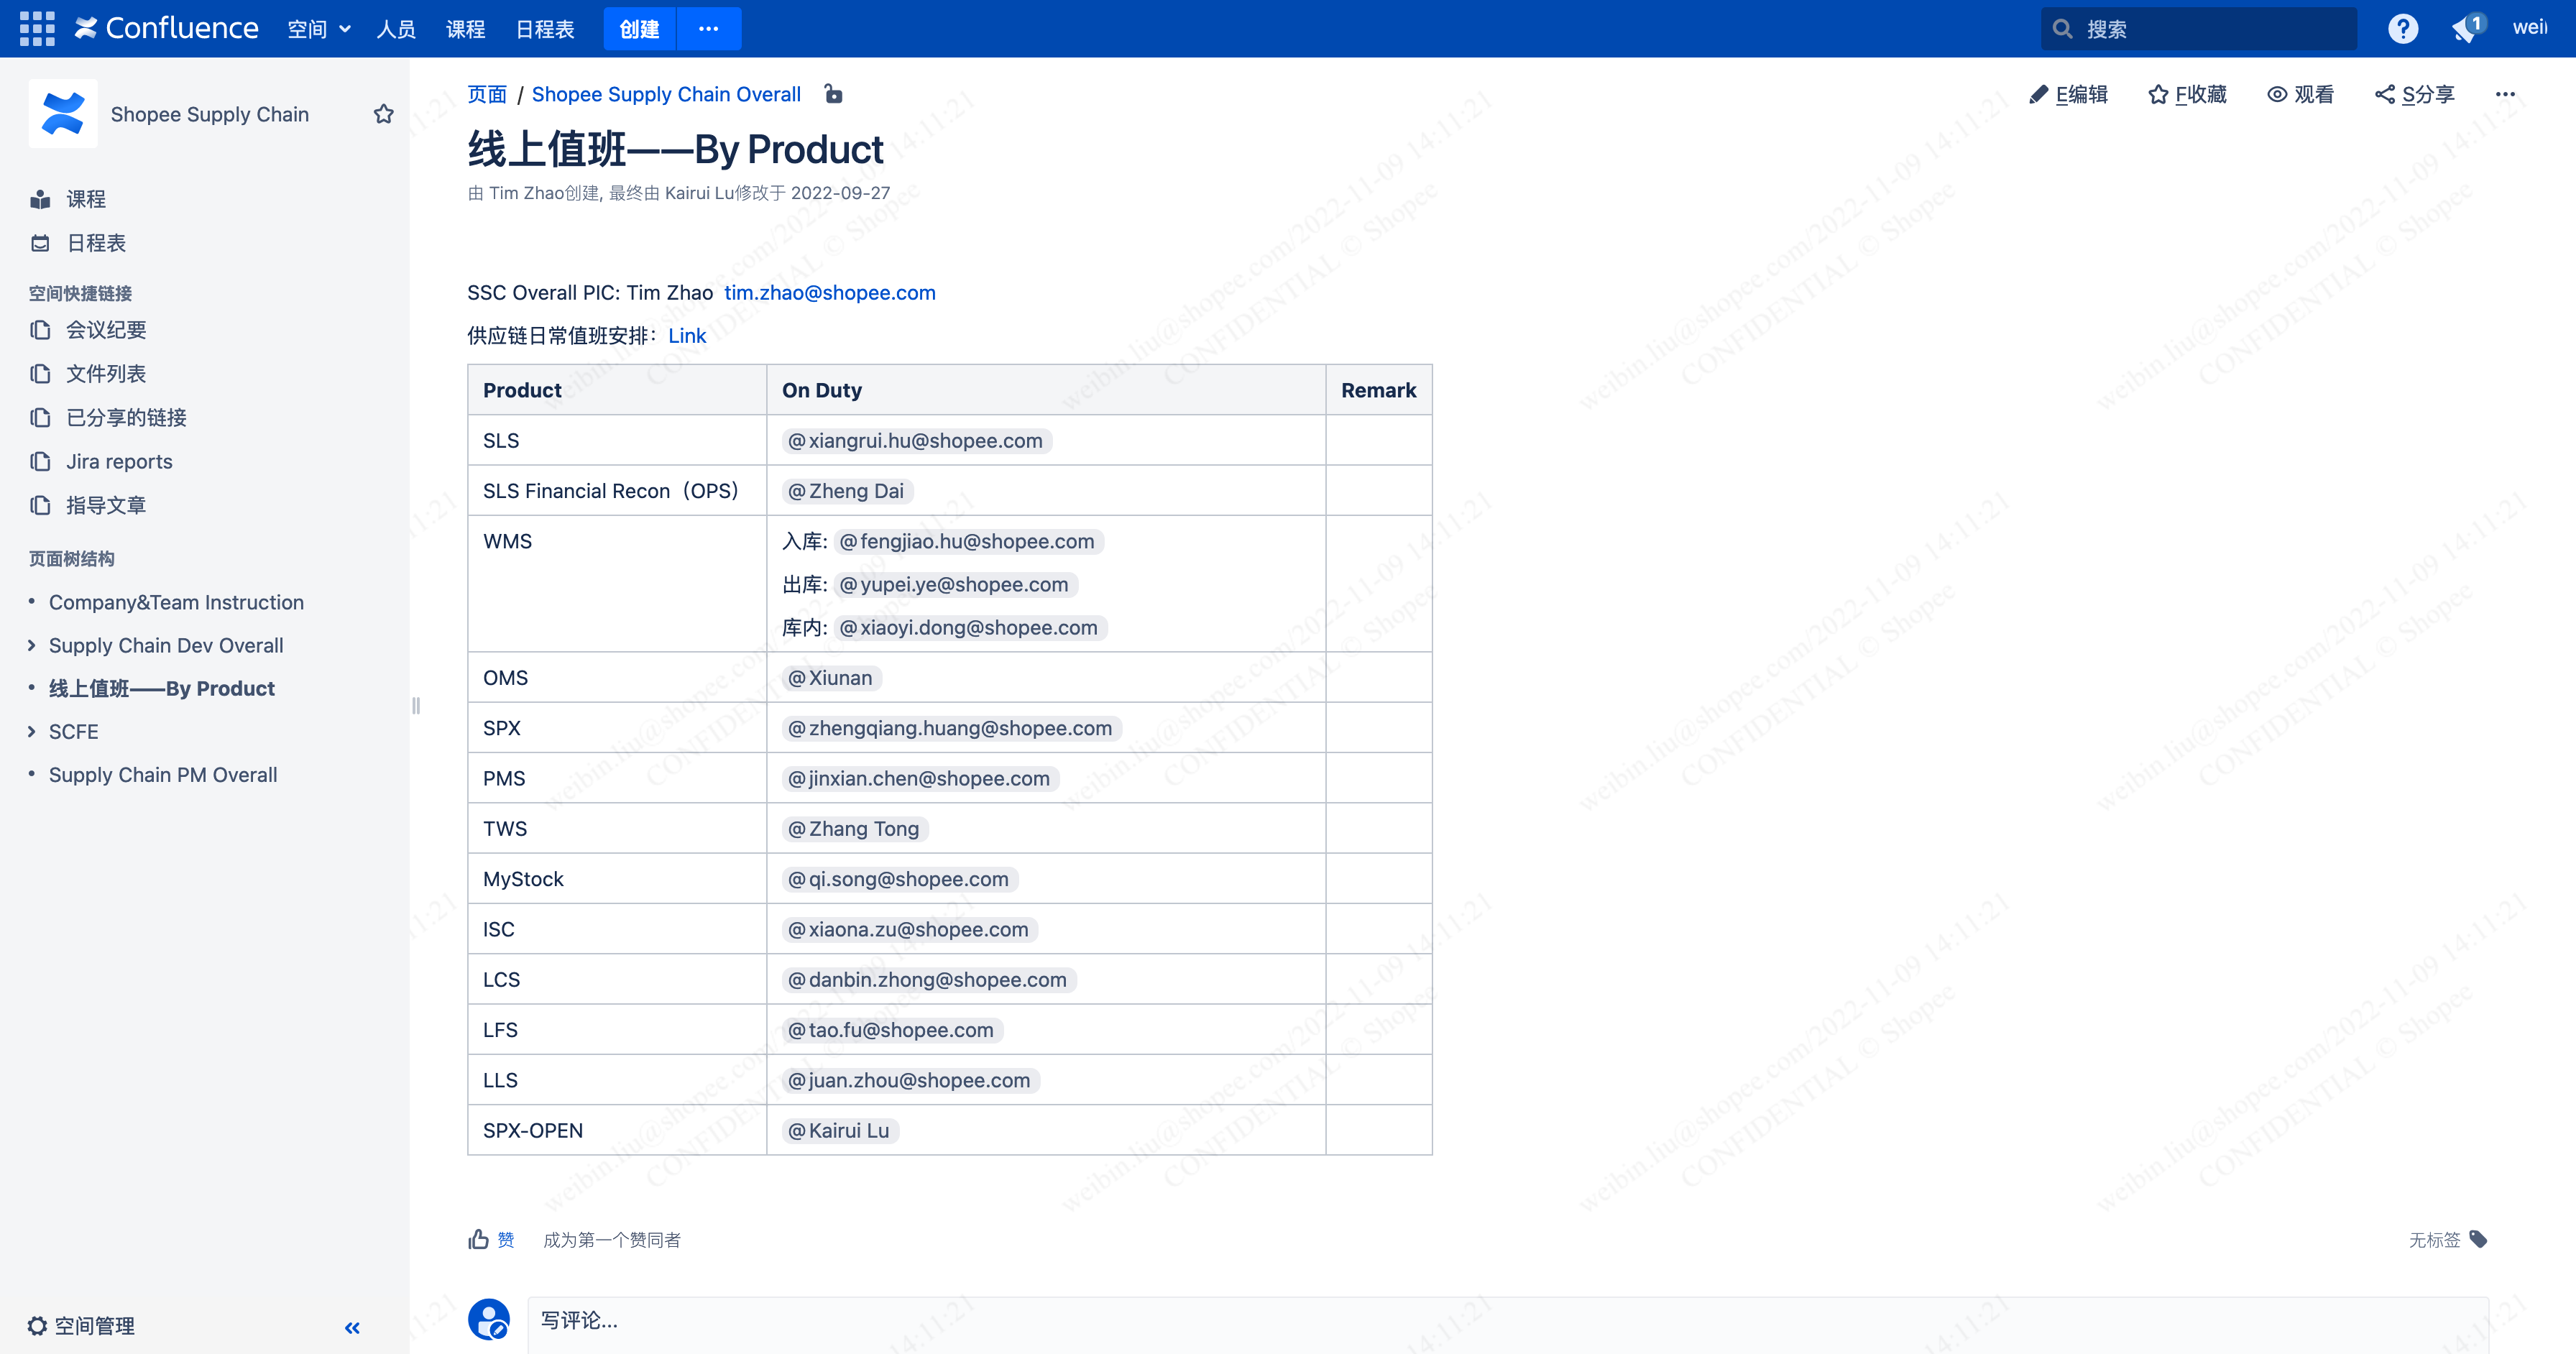 Confluence 空间 人员 课程 日程表 创建 ··· 搜索 1
Shopee Supply Chain
课程
日程表
空间快捷链接
会议纪要
文件列表
已分享的链接
Jira reports
指导文章
页面树结构
Company&Team Instruction
Supply Chain Dev Overall
线上值班——By Product
SCFE
Supply Chain PM Overall
空间管理
页面 / Shopee Supply Chain Overall
E编辑 F收藏 观看 S分享 ···
线上值班——By Product
由 Tim Zhao创建, 最终由 Kairui Lu修改于 2022-09-27
SSC Overall PIC: Tim Zhao tim.zhao@shopee.com
供应链日常值班安排：Link
Product On Duty Remark
SLS @xiangrui.hu@shopee.com
SLS Financial Recon（OPS） @Zheng Dai
WMS 入库: @fengjiao.hu@shopee.com
出库: @yupei.ye@shopee.com
库内: @xiaoyi.dong@shopee.com
OMS @Xiunan
SPX @zhengqiang.huang@shopee.com
PMS @jinxian.chen@shopee.com
TWS @Zhang Tong
MyStock @qi.song@shopee.com
ISC @xiaona.zu@shopee.com
LCS @danbin.zhong@shopee.com
LFS @tao.fu@shopee.com
LLS @juan.zhou@shopee.com
SPX-OPEN @Kairui Lu
赞 成为第一个赞同者
无标签
写评论...
weibin.liu@shopee.com/2022-11-09 14:11:21
CONFIDENTIAL © Shopee